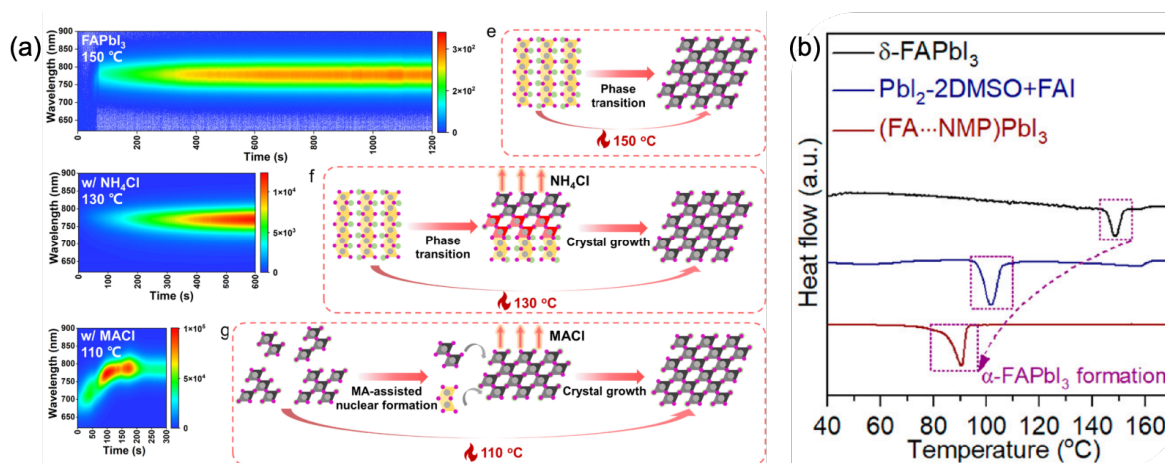 (a)
900
850
800
750
700
650
Wavelength (nm)
FAPbI₃
150 ℃
0
200
400
600
800
1000
1200
Time (s)
3×10²
2×10²
0
w/ NH₄Cl
130 ℃
900
850
800
750
700
650
Wavelength (nm)
0
100
200
300
400
500
600
Time (s)
1×10⁴
5×10³
0
w/ MACl
110 ℃
900
850
800
750
700
650
Wavelength (nm)
0
50
100
150
200
250
300
Time (s)
1×10⁵
5×10⁴
0
e
Phase
transition
150 °C
f
NH₄Cl
Phase
transition
Crystal growth
130 °C
g
MACl
MA-assisted
nuclear formation
Crystal growth
110 °C
(b)
Heat flow (a.u.)
δ-FAPbI₃
PbI₂-2DMSO+FAI
(FA···NMP)PbI₃
α-FAPbI₃ formation
40
60
80
100
120
140
160
Temperature (°C)